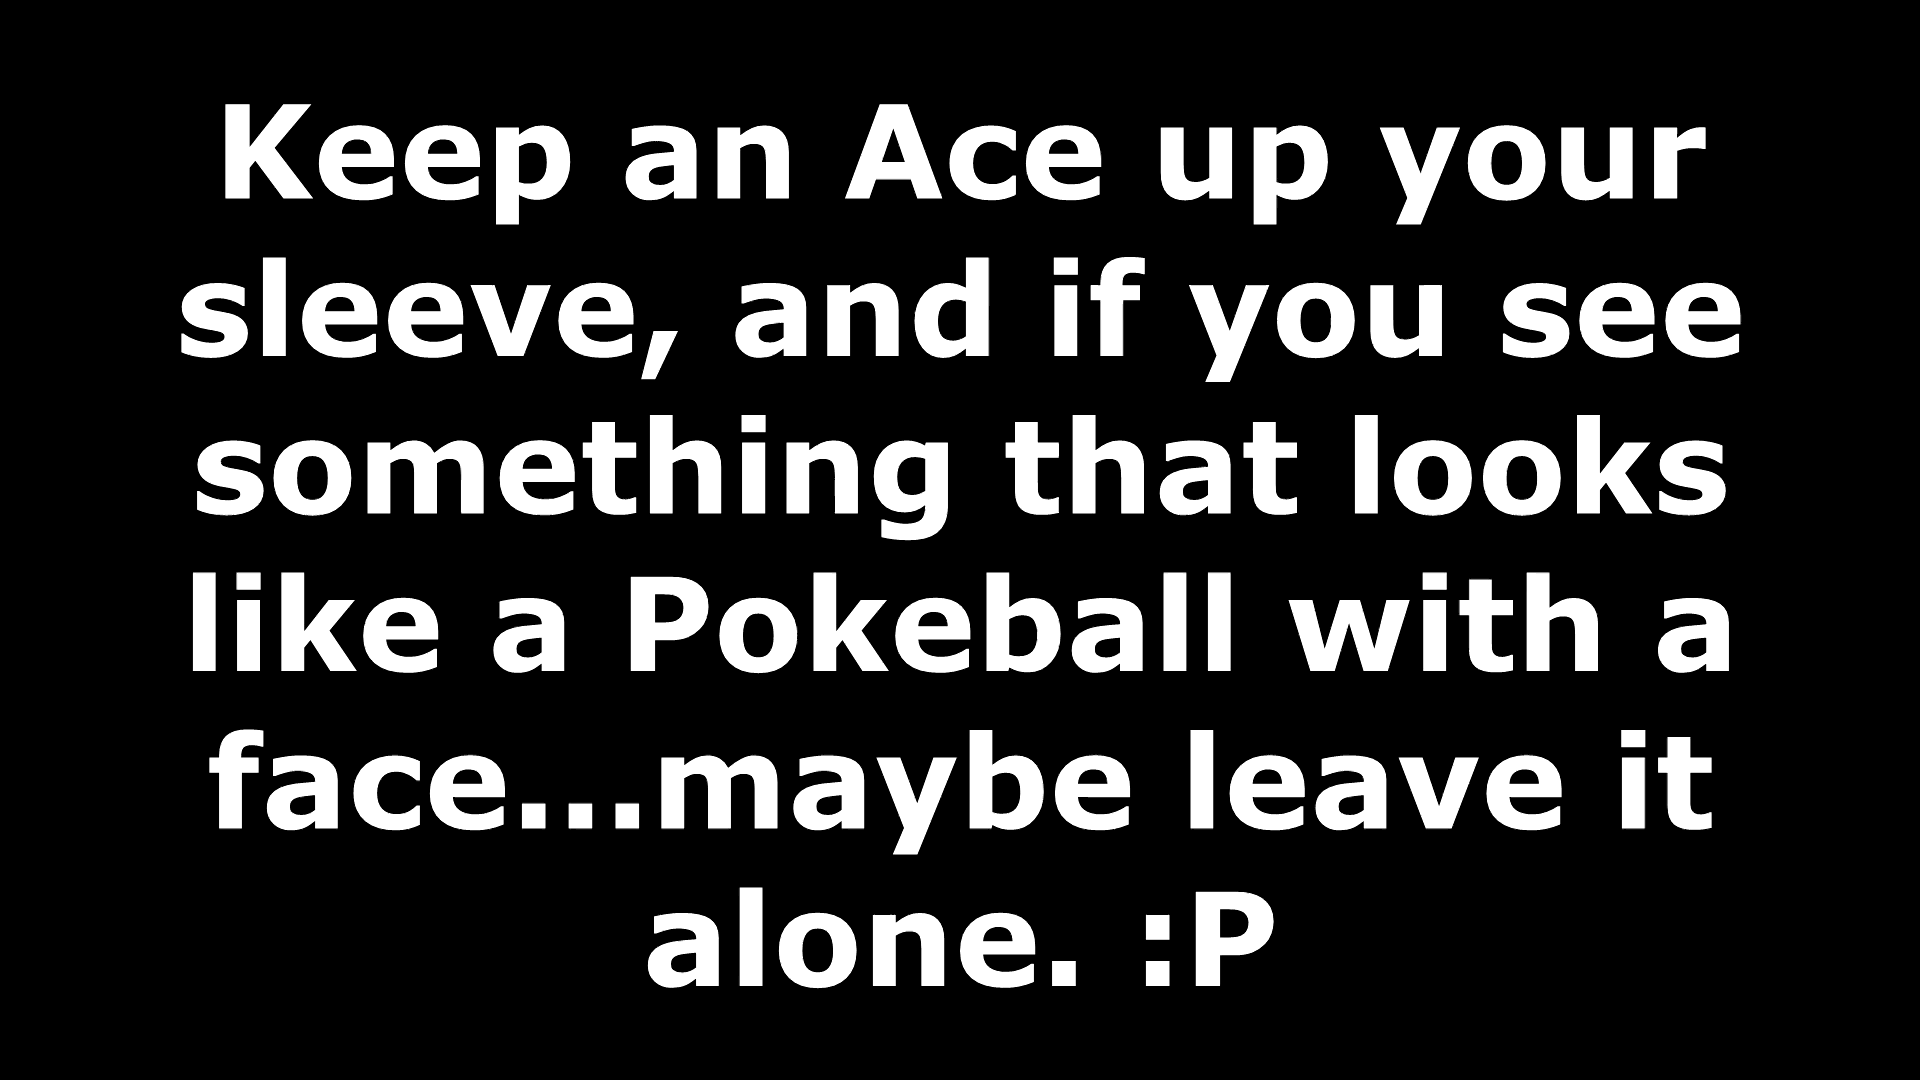 Keep an Ace up your
sleeve, and if you see
something that looks
like a Pokeball with a
face...maybe leave it
alone. :P